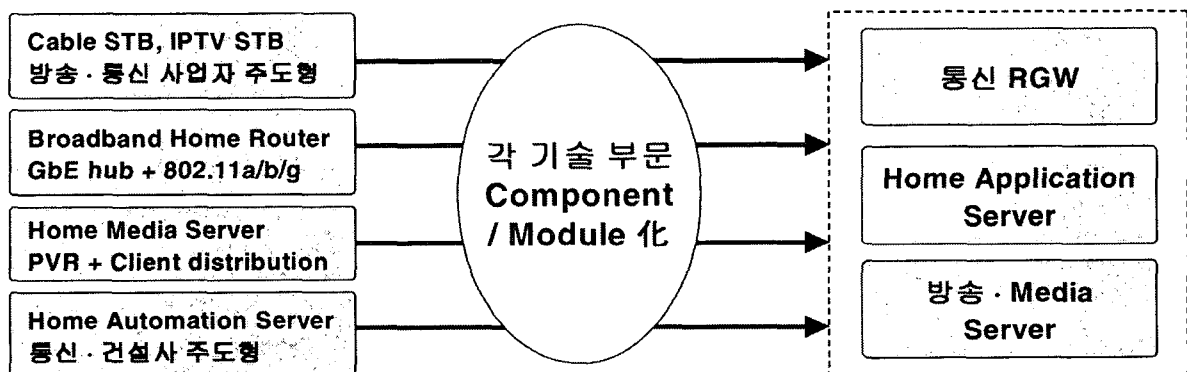 Cable STB, IPTV STB
방송 · 통신 사업자 주도형
Broadband Home Router
GbE hub + 802.11a/b/g
Home Media Server
PVR + Client distribution
Home Automation Server
통신 · 건설사 주도형
각 기술 부문
Component
/ Module 化
통신 RGW
Home Application
Server
방송 · Media
Server